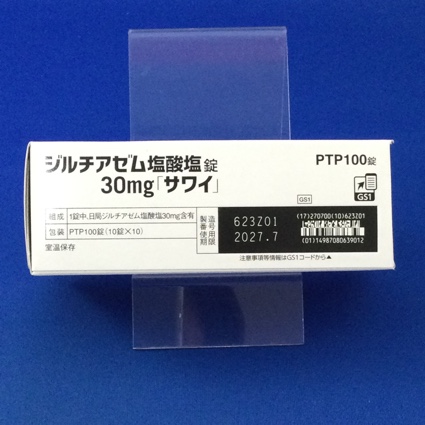 ジルチアゼム塩酸塩錠
30mg「サワイ」
PTP100錠
GS1
GS1
組成 1錠中、日局ジルチアゼム塩酸塩30mg含有
包装 PTP100錠(10錠×10)
室温保存
製造番号 623Z01
使用期限 2027.7
(17)270700(10)623Z01
(01)14987080639012
注意事項等情報はGS1コードから▲